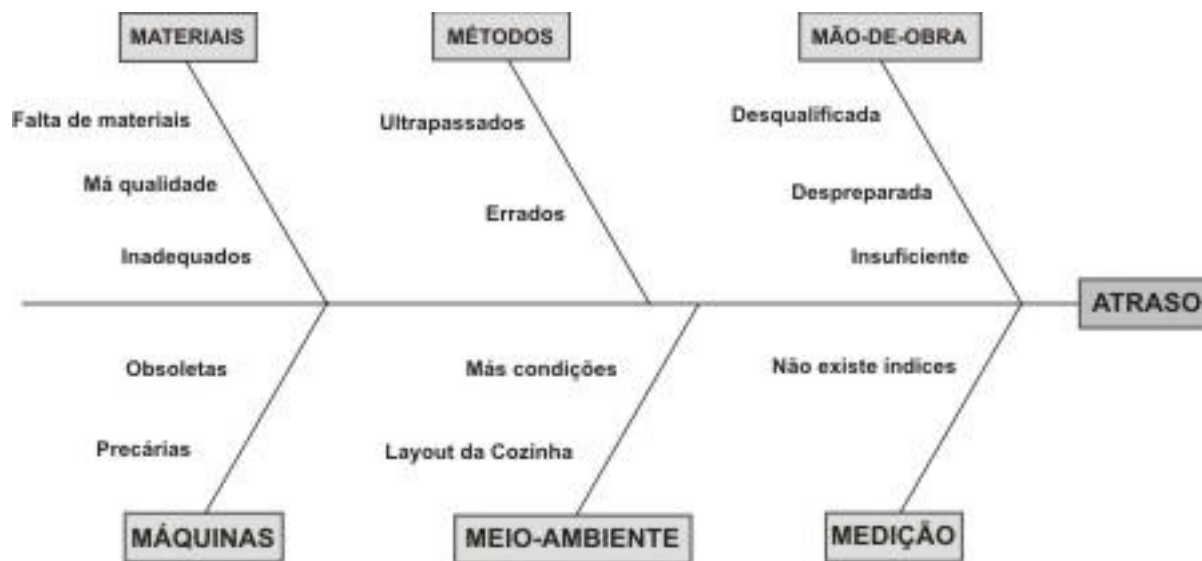 MATERIAIS
MÉTODOS
MÃO-DE-OBRA
Falta de materiais
Ultrapassados
Desqualificada
Má qualidade
Despreparada
Errados
Inadequados
Insuficiente
ATRASO
Obsoletas
Más condições
Não existe índices
Precárias
Layout da Cozinha
MÁQUINAS
MEIO-AMBIENTE
MEDIÇÃO